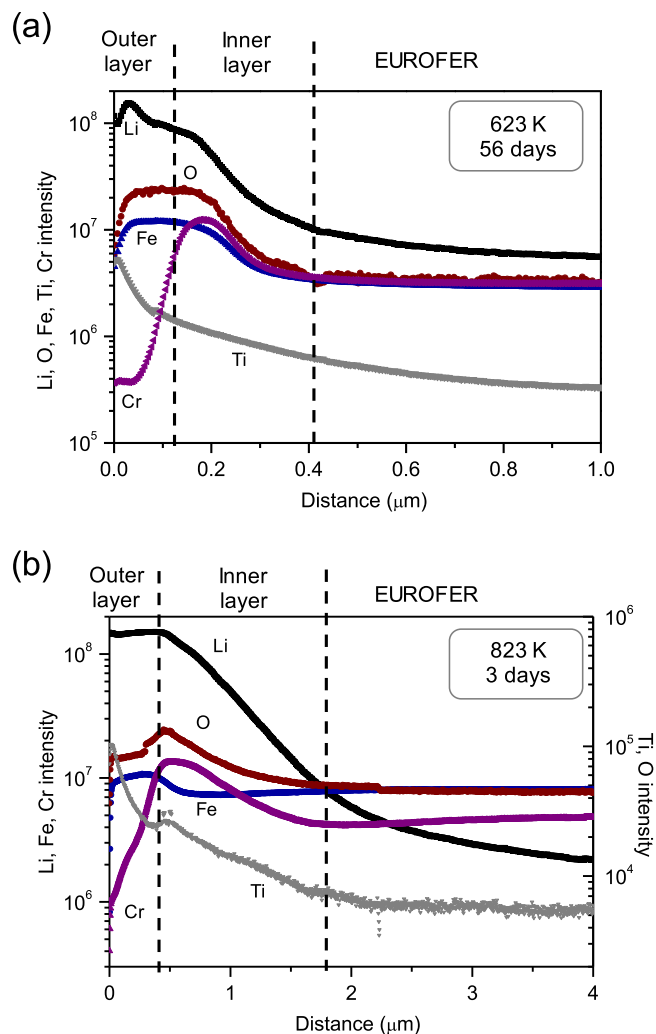 (a)
Outer layer
Inner layer
EUROFER
623 K
56 days
Li
O
Fe
Ti
Cr
Li, O, Fe, Ti, Cr intensity
10⁸
10⁷
10⁶
10⁵
0.0 0.2 0.4 0.6 0.8 1.0
Distance (μm)
(b)
Outer layer
Inner layer
EUROFER
823 K
3 days
Li
O
Fe
Ti
Cr
Li, Fe, Cr intensity
10⁸
10⁷
10⁶
Ti, O intensity
10⁶
10⁵
10⁴
0 1 2 3 4
Distance (μm)